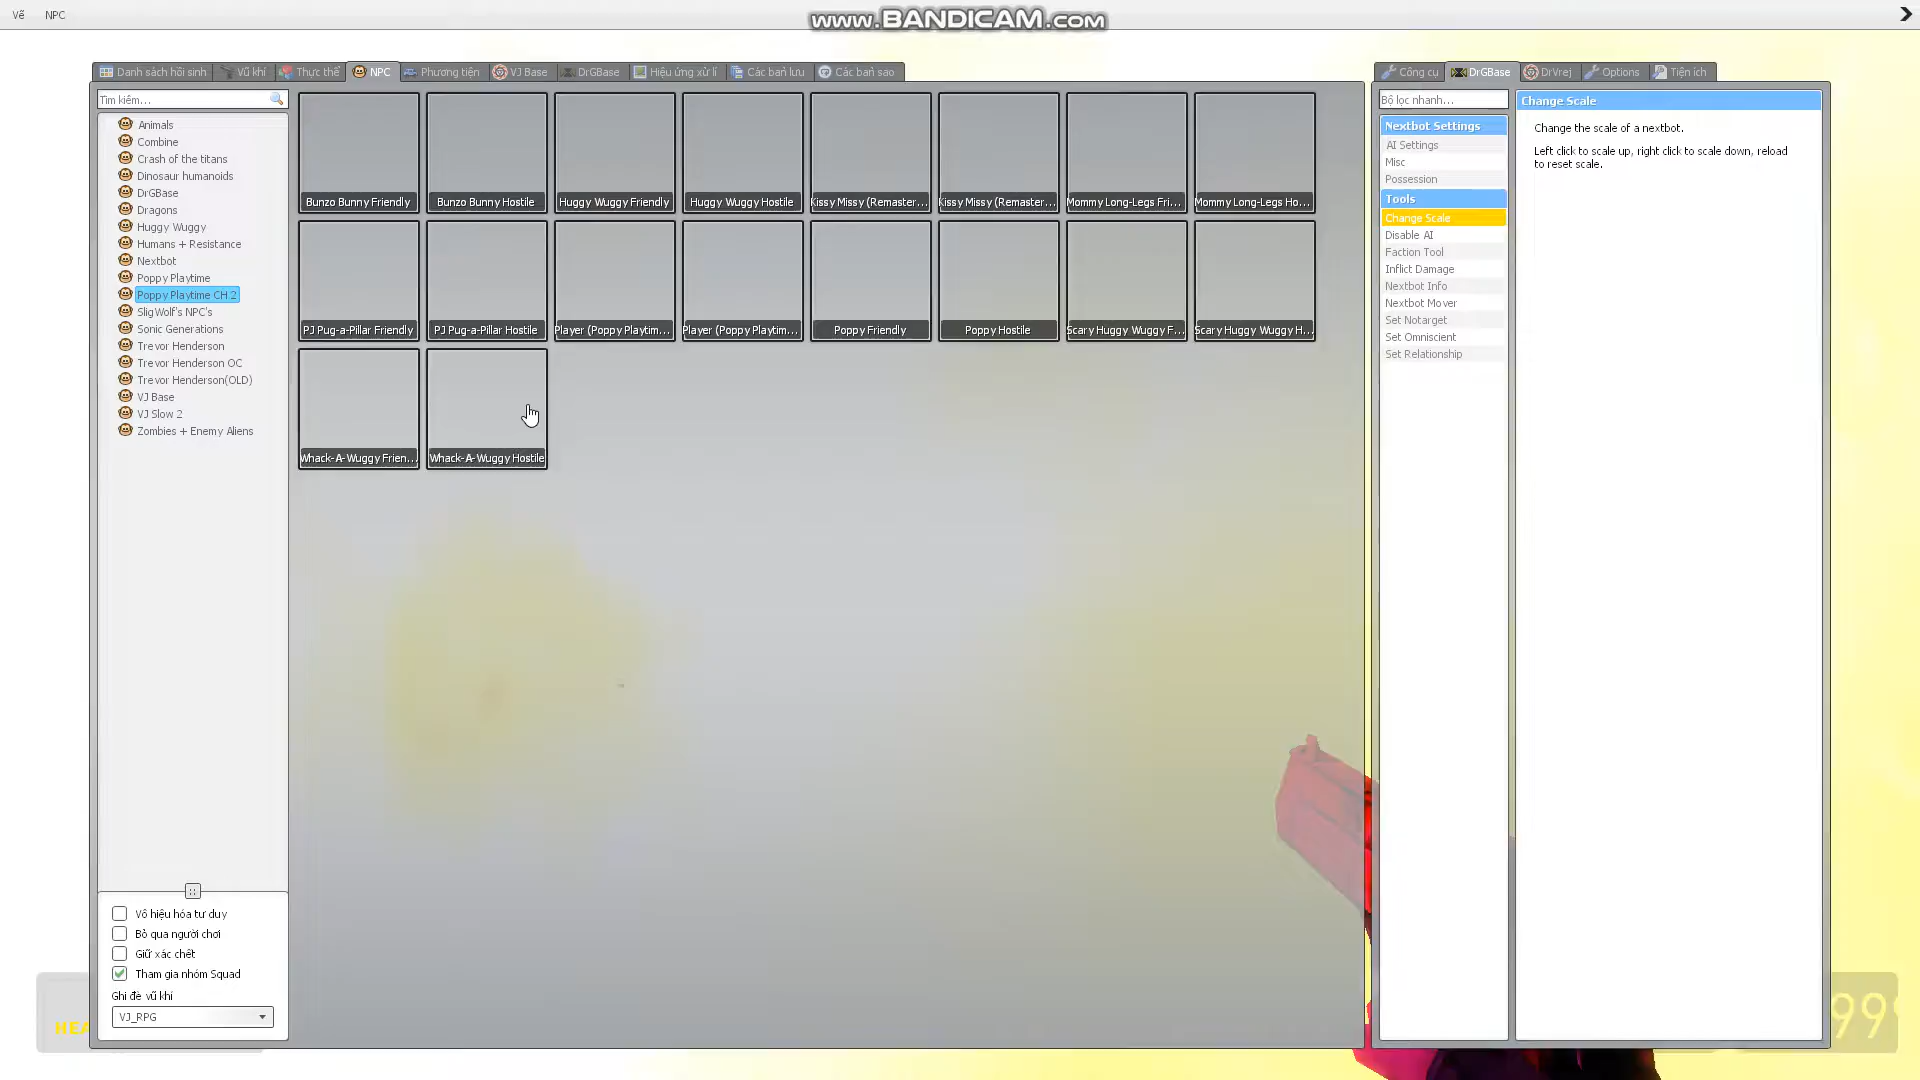 Vẽ NPC
www.BANDICAM.com
Danh sách hồi sinh Vũ khí Thực thể NPC Phương tiện VJ Base DrGBase Hiệu ứng xử lí Các bản lưu Các bản sao
Tìm kiếm...
Animals
Combine
Crash of the titans
Dinosaur humanoids
DrGBase
Dragons
Huggy Wuggy
Humans + Resistance
Nextbot
Poppy Playtime
Poppy Playtime CH 2
SligWolf's NPC's
Sonic Generations
Trevor Henderson
Trevor Henderson OC
Trevor Henderson(OLD)
VJ Base
VJ Slow 2
Zombies + Enemy Aliens
Vô hiệu hóa tư duy
Bỏ qua người chơi
Giữ xác chết
Tham gia nhóm Squad
Ghi đè vũ khí
VJ_RPG
Bunzo Bunny Friendly Bunzo Bunny Hostile Huggy Wuggy Friendly Huggy Wuggy Hostile Kissy Missy (Remaster... Kissy Missy (Remaster... Mommy Long-Legs Fri... Mommy Long-Legs Ho...
PJ Pug-a-Pillar Friendly PJ Pug-a-Pillar Hostile Player (Poppy Playtim... Player (Poppy Playtim... Poppy Friendly Poppy Hostile Scary Huggy Wuggy F... Scary Huggy Wuggy H...
Whack-A-Wuggy Frien... Whack-A-Wuggy Hostile
Công cụ DrGBase DrVrej Options Tiện ích
Bộ lọc nhanh...
Nextbot Settings
AI Settings
Misc
Possession
Tools
Change Scale
Disable AI
Faction Tool
Inflict Damage
Nextbot Info
Nextbot Mover
Set Notarget
Set Omniscient
Set Relationship
Change Scale
Change the scale of a nextbot.
Left click to scale up, right click to scale down, reload
to reset scale.